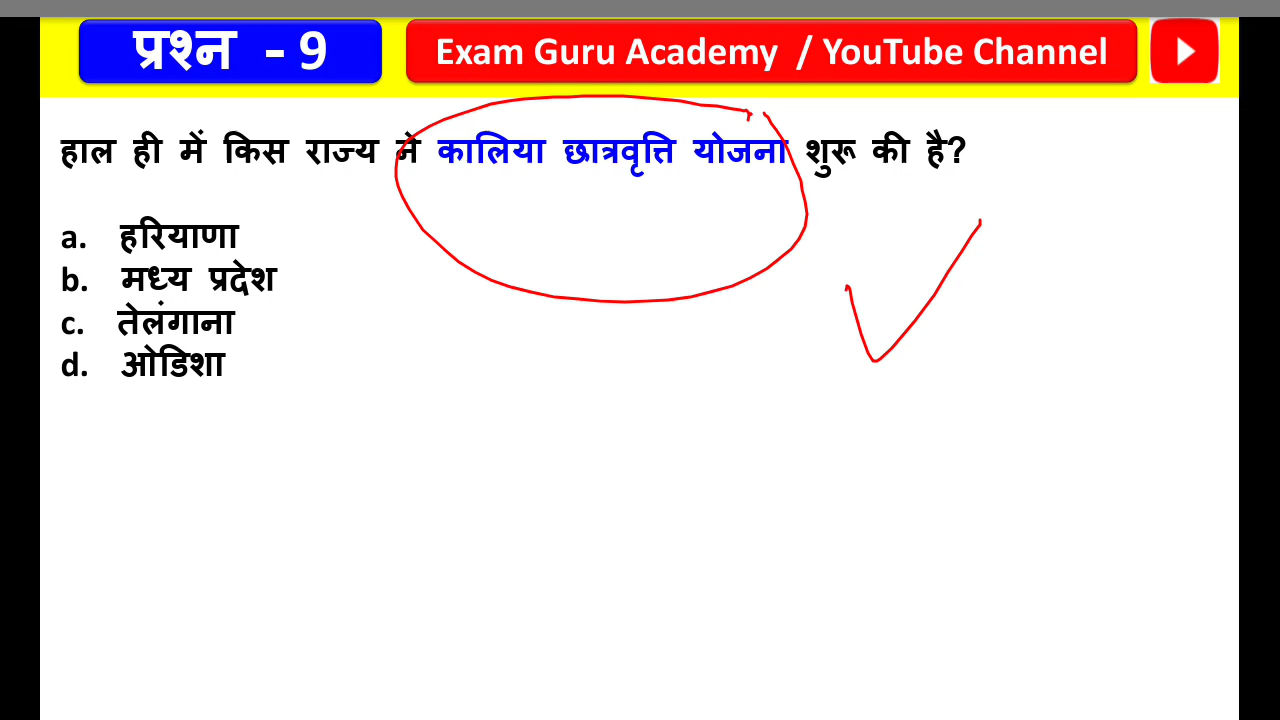 प्रश्न - 9
Exam Guru Academy / YouTube Channel
हाल ही में किस राज्य ने कालिया छात्रवृत्ति योजना शुरू की है?
a. हरियाणा
b. मध्य प्रदेश
c. तेलंगाना
d. ओडिशा